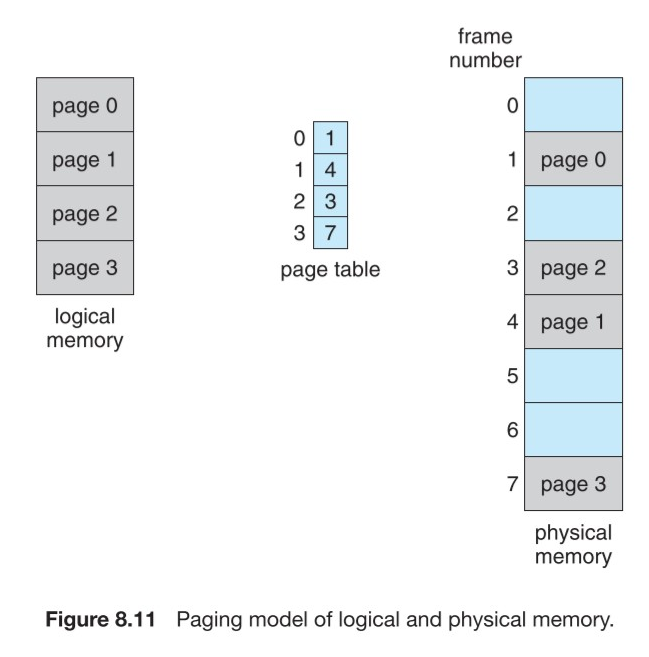 frame
number
page 0
page 1
page 2
page 3
logical
memory
0 1
1 4
2 3
3 7
page table
0
1 page 0
2
3 page 2
4 page 1
5
6
7 page 3
physical
memory
Figure 8.11 Paging model of logical and physical memory.